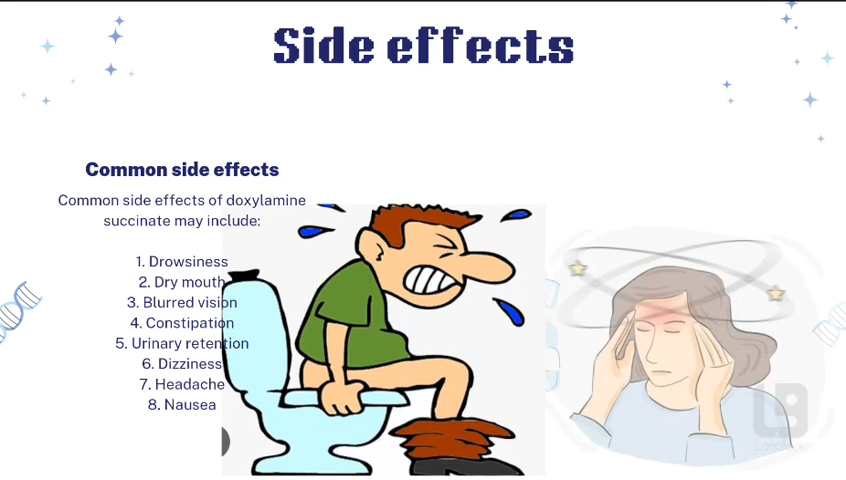 Side effects
Common side effects
Common side effects of doxylamine
succinate may include:
1. Drowsiness
2. Dry mouth
3. Blurred vision
4. Constipation
5. Urinary retention
6. Dizziness
7. Headache
8. Nausea